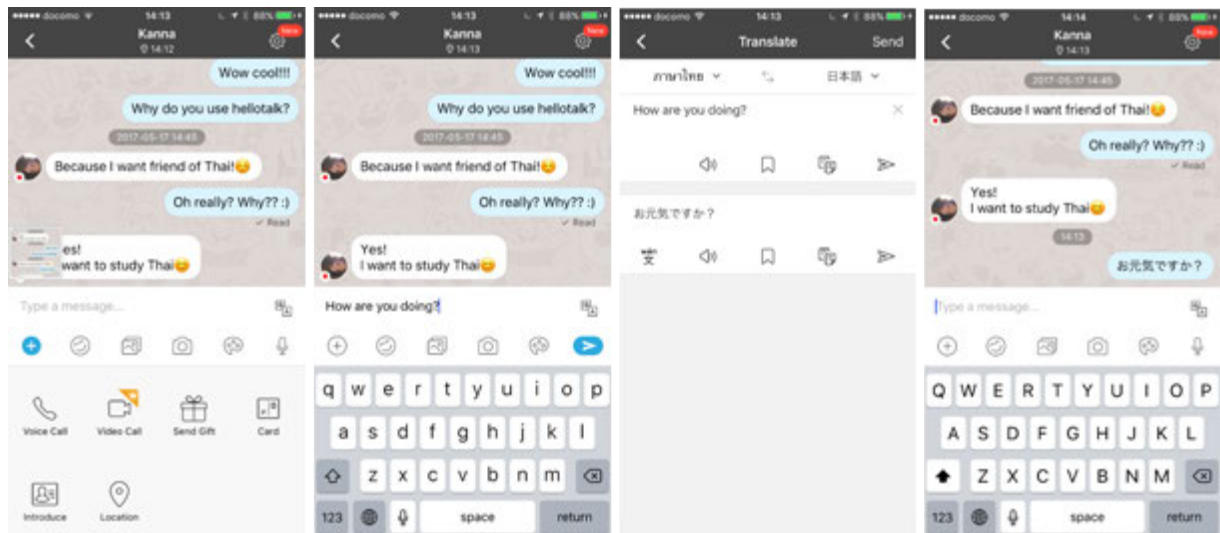 docomo
14:13
88%
Kanna
14:12
New
Wow cool!!!
Why do you use hellotalk?
2017-05-17 14:45
Because I want friend of Thai!😊
Oh really? Why?? :)
✓ Read
es!
want to study Thai😊
Type a message...
Voice Call
Video Call
Send Gift
Card
Introduce
Location
docomo
14:13
88%
Kanna
14:13
New
Wow cool!!!
Why do you use hellotalk?
2017-05-17 14:45
Because I want friend of Thai!😊
Oh really? Why?? :)
✓ Read
Yes!
I want to study Thai😊
How are you doing?
q w e r t y u i o p
a s d f g h j k l
z x c v b n m
123 space return
docomo
14:13
88%
Translate
Send
ภาษาไทย
日本語
How are you doing?
お元気ですか？
文
docomo
14:14
88%
Kanna
14:13
New
2017-05-17 14:45
Because I want friend of Thai!😊
Oh really? Why?? :)
✓ Read
Yes!
I want to study Thai😊
14:13
お元気ですか？
Type a message...
Q W E R T Y U I O P
A S D F G H J K L
Z X C V B N M
123 space return